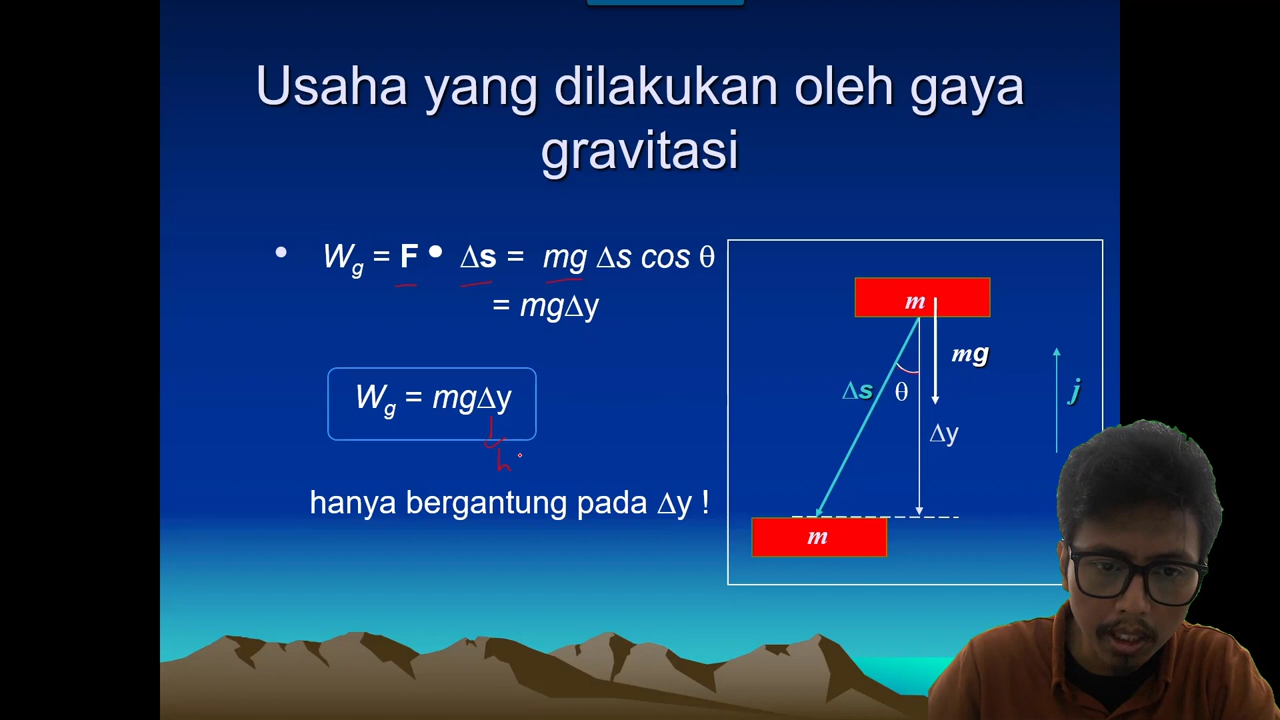 Usaha yang dilakukan oleh gaya
gravitasi
• W_g = F • Δs = mg Δs cos θ
= mgΔy
W_g = mgΔy
h
hanya bergantung pada Δy !
m
mg
Δs
θ
Δy
j
m